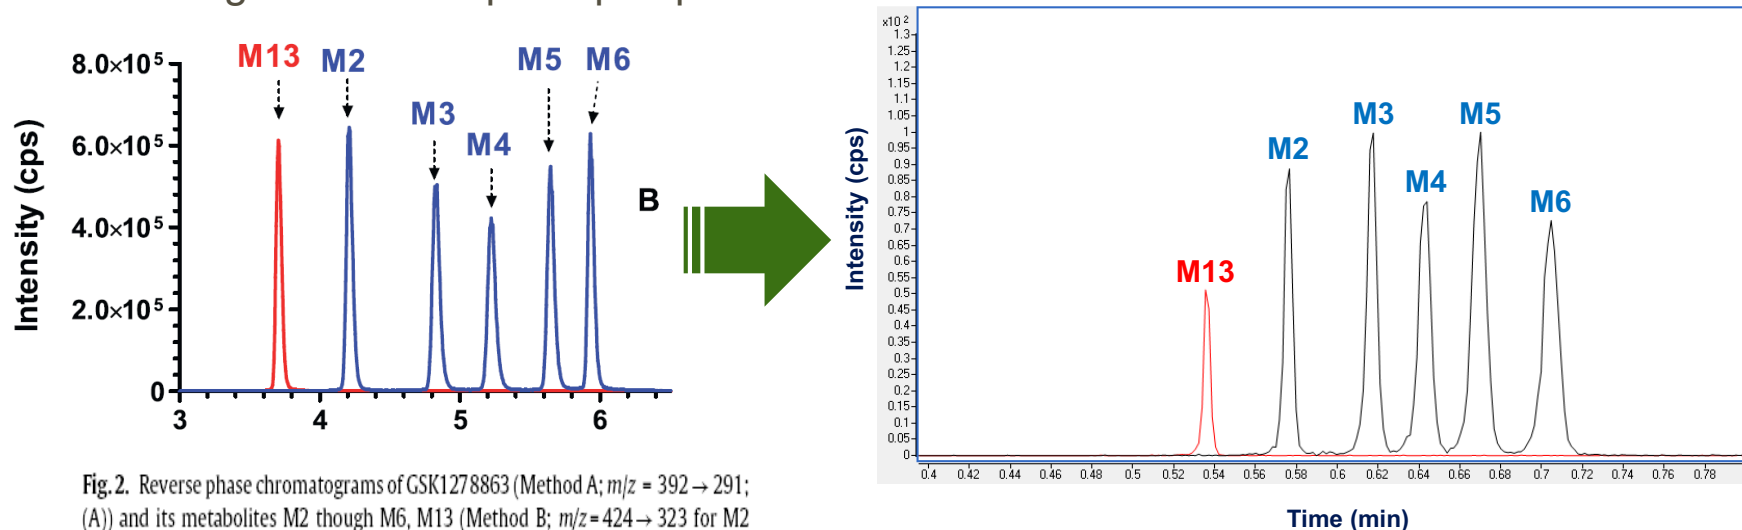 M13 M2 M5 M6
M3
M4
8.0×10⁵
6.0×10⁵
4.0×10⁵
2.0×10⁵
0
Intensity (cps)
3 4 5 6
B
Fig. 2. Reverse phase chromatograms of GSK1278863 (Method A; m/z = 392 → 291;
(A)) and its metabolites M2 though M6, M13 (Method B; m/z = 424 → 323 for M2
x10 2
1.3
1.25
1.2
1.15
1.1
1.05
1
0.95
0.9
0.85
0.8
0.75
0.7
0.65
0.6
0.55
0.5
0.45
0.4
0.35
0.3
0.25
0.2
0.15
0.1
0.05
0
Intensity (cps)
M3 M5
M2
M4
M6
M13
0.4 0.42 0.44 0.46 0.48 0.5 0.52 0.54 0.56 0.58 0.6 0.62 0.64 0.66 0.68 0.7 0.72 0.74 0.76 0.78
Time (min)